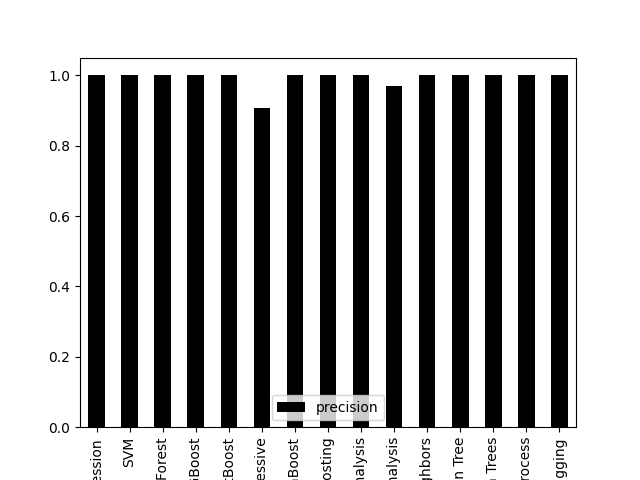 1.0
0.8
0.6
0.4
0.2
0.0
precision
ession
SVM
Forest
Boost
Boost
essive
Boost
osting
nalysis
nalysis
ghbors
n Tree
Trees
rocess
gging